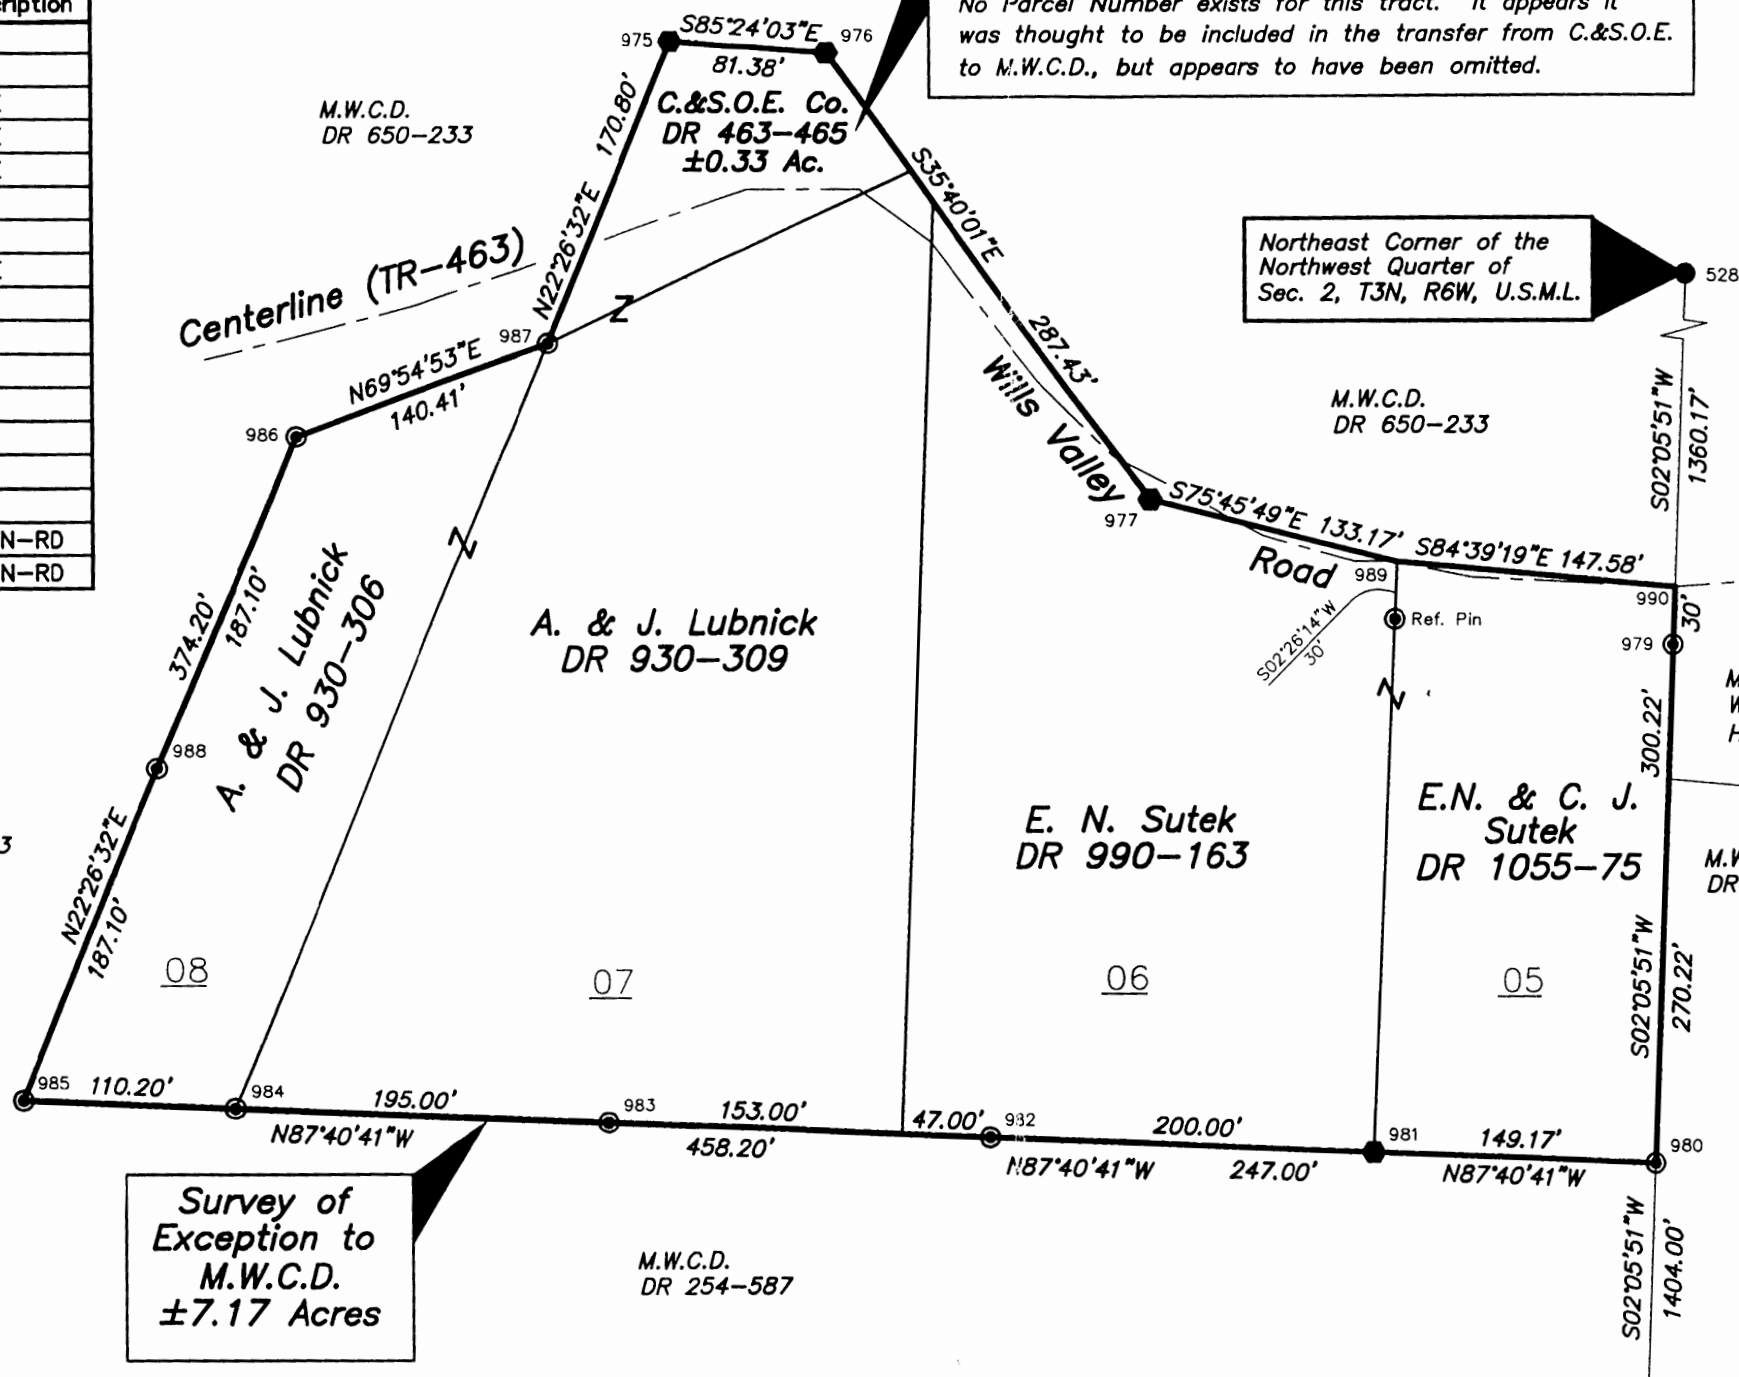 ription
N-RD
N-RD
No Parcel Number exists for this tract. It appears it
was thought to be included in the transfer from C.&S.O.E.
to M.W.C.D., but appears to have been omitted.
975
S85°24'03"E
976
81.38'
C.&S.O.E. Co.
DR 463-465
±0.33 Ac.
M.W.C.D.
DR 650-233
170.80'
N22°26'32"E
S35°40'01"E
287.43'
Centerline (TR-463)
987
N69°54'53"E
140.41'
986
Northeast Corner of the
Northwest Quarter of
Sec. 2, T3N, R6W, U.S.M.L.
528
S02°05'51"W
1360.17'
M.W.C.D.
DR 650-233
Wills Valley
Road
977
S75°45'49"E 133.17'
S84°39'19"E 147.58'
989
990
30'
Ref. Pin
979
S02°26'14"W
30'
374.20'
187.10'
A. & J. Lubnick
DR 930-306
A. & J. Lubnick
DR 930-309
988
300.22'
E. N. Sutek
DR 990-163
E.N. & C. J.
Sutek
DR 1055-75
3
M.W
DR
N22°26'32"E
187.10'
08
07
06
05
S02°05'51"W
270.22'
985
110.20'
984
195.00'
983
153.00'
47.00'
982
200.00'
981
149.17'
980
N87°40'41"W
458.20'
N87°40'41"W
247.00'
N87°40'41"W
Survey of
Exception to
M.W.C.D.
±7.17 Acres
M.W.C.D.
DR 254-587
S02°05'51"W
1404.00'